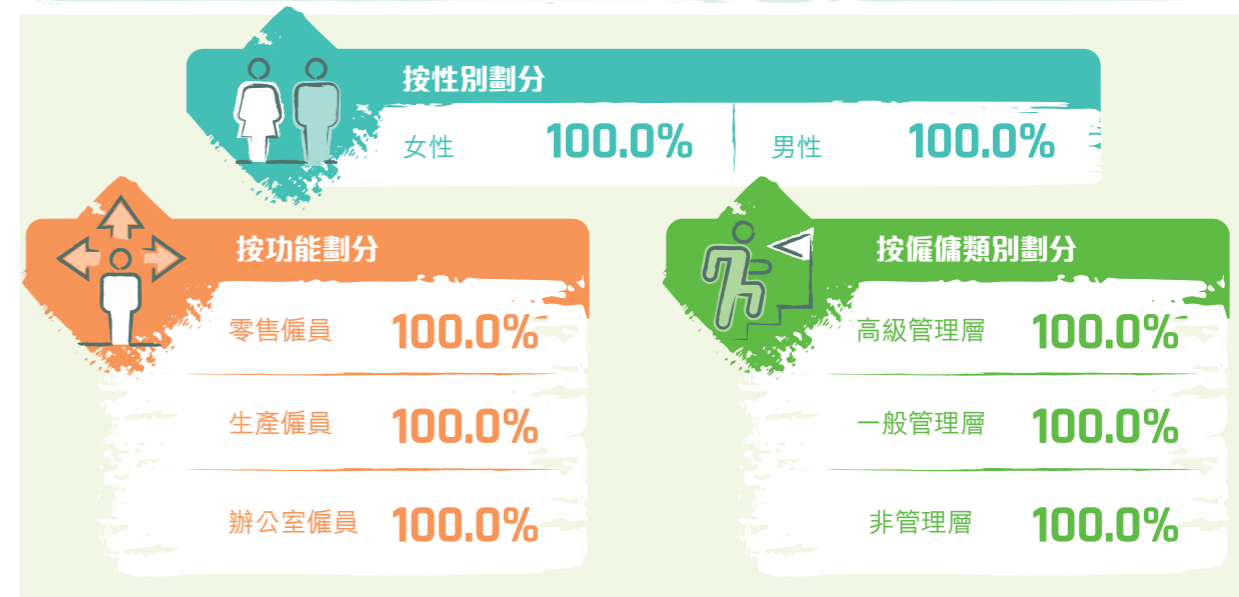 按性別劃分
女性 100.0% 男性 100.0%
按功能劃分
零售僱員 100.0%
生產僱員 100.0%
辦公室僱員 100.0%
按僱傭類別劃分
高級管理層 100.0%
一般管理層 100.0%
非管理層 100.0%